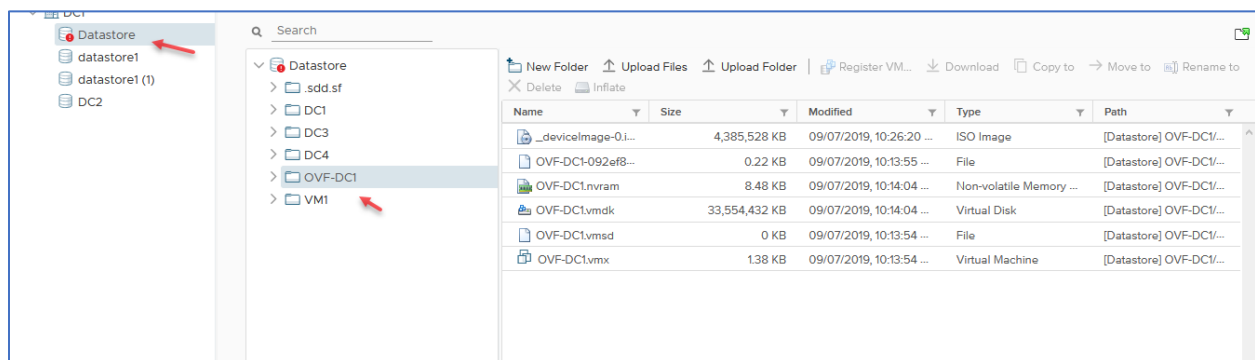 DC1
Datastore
datastore1
datastore1 (1)
DC2
Search
Datastore
.sdd.sf
DC1
DC3
DC4
OVF-DC1
VM1
New Folder Upload Files Upload Folder | Register VM... Download Copy to Move to Rename to
Delete Inflate
Name Size Modified Type Path
_deviceImage-0.i... 4,385,528 KB 09/07/2019, 10:26:20 ... ISO Image [Datastore] OVF-DC1/...
OVF-DC1-092ef8... 0.22 KB 09/07/2019, 10:13:55 ... File [Datastore] OVF-DC1/...
OVF-DC1.nvram 8.48 KB 09/07/2019, 10:14:04 ... Non-volatile Memory ... [Datastore] OVF-DC1/...
OVF-DC1.vmdk 33,554,432 KB 09/07/2019, 10:14:04 ... Virtual Disk [Datastore] OVF-DC1/...
OVF-DC1.vmsd 0 KB 09/07/2019, 10:13:54 ... File [Datastore] OVF-DC1/...
OVF-DC1.vmx 1.38 KB 09/07/2019, 10:13:54 ... Virtual Machine [Datastore] OVF-DC1/...